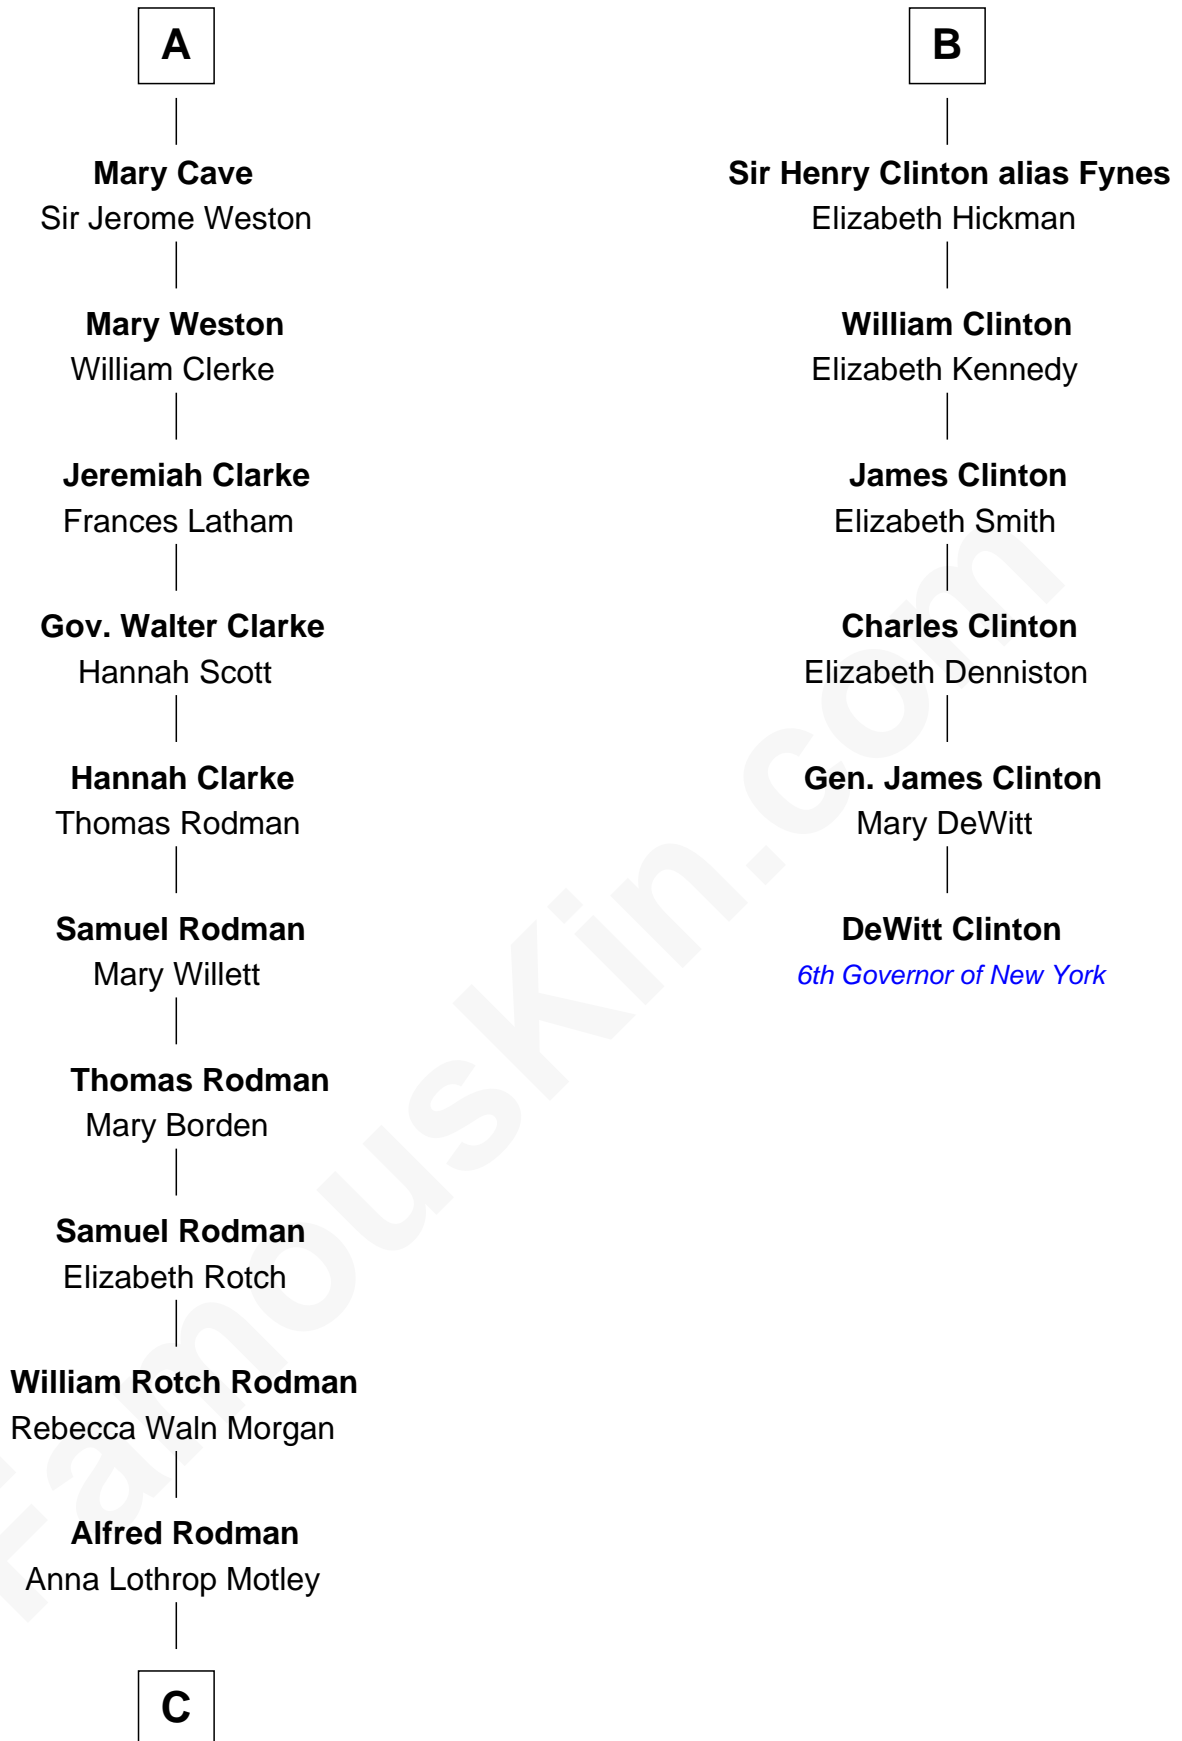 A
Mary Cave
Sir Jerome Weston
Mary Weston
William Clerke
Jeremiah Clarke
Frances Latham
Gov. Walter Clarke
Hannah Scott
Hannah Clarke
Thomas Rodman
Samuel Rodman
Mary Willett
Thomas Rodman
Mary Borden
Samuel Rodman
Elizabeth Rotch
William Rotch Rodman
Rebecca Waln Morgan
Alfred Rodman
Anna Lothrop Motley
C
B
Sir Henry Clinton alias Fynes
Elizabeth Hickman
William Clinton
Elizabeth Kennedy
James Clinton
Elizabeth Smith
Charles Clinton
Elizabeth Denniston
Gen. James Clinton
Mary DeWitt
DeWitt Clinton
6th Governor of New York
FamousKin.com